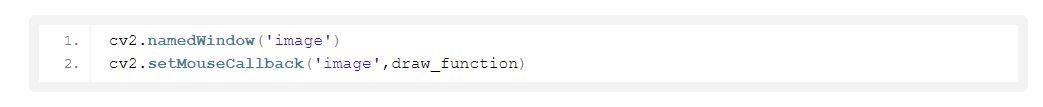 1. cv2.namedWindow('image')
2. cv2.setMouseCallback('image',draw_function)